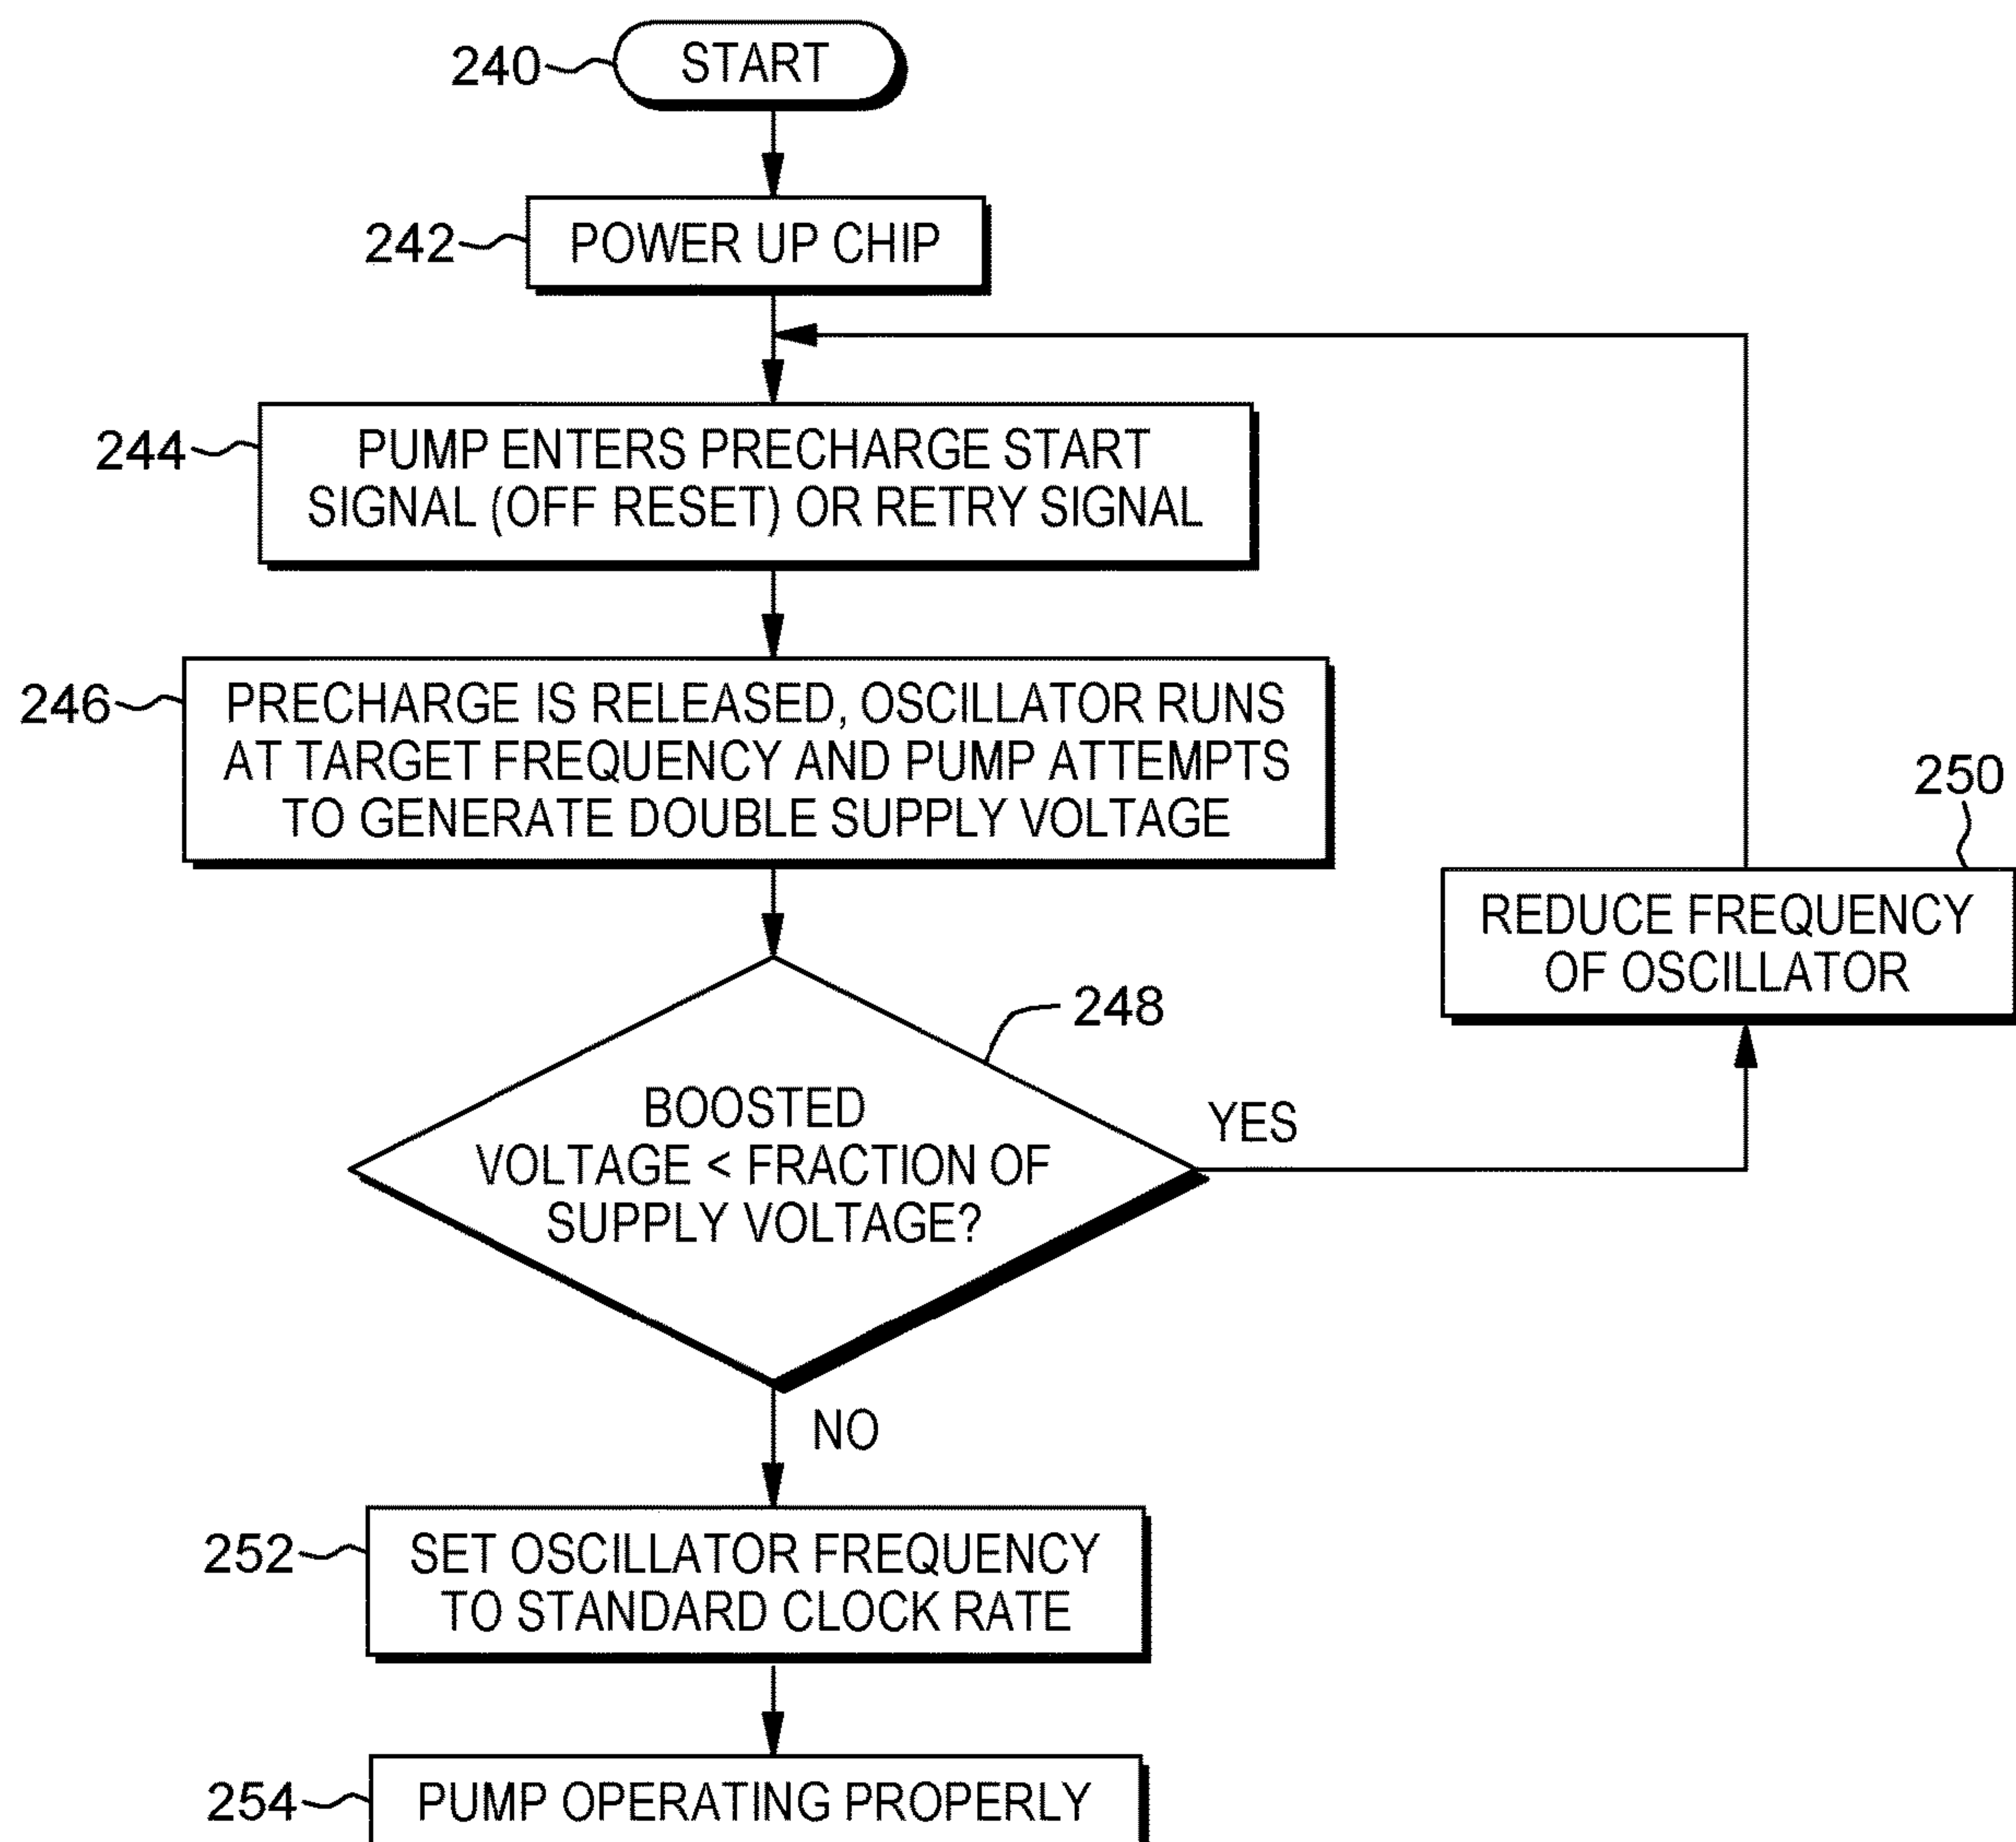 240
START
242
POWER UP CHIP
244
PUMP ENTERS PRECHARGE START
SIGNAL (OFF RESET) OR RETRY SIGNAL
246
PRECHARGE IS RELEASED, OSCILLATOR RUNS
AT TARGET FREQUENCY AND PUMP ATTEMPTS
TO GENERATE DOUBLE SUPPLY VOLTAGE
250
REDUCE FREQUENCY
OF OSCILLATOR
248
BOOSTED
VOLTAGE < FRACTION OF
SUPPLY VOLTAGE?
YES
NO
252
SET OSCILLATOR FREQUENCY
TO STANDARD CLOCK RATE
254
PUMP OPERATING PROPERLY